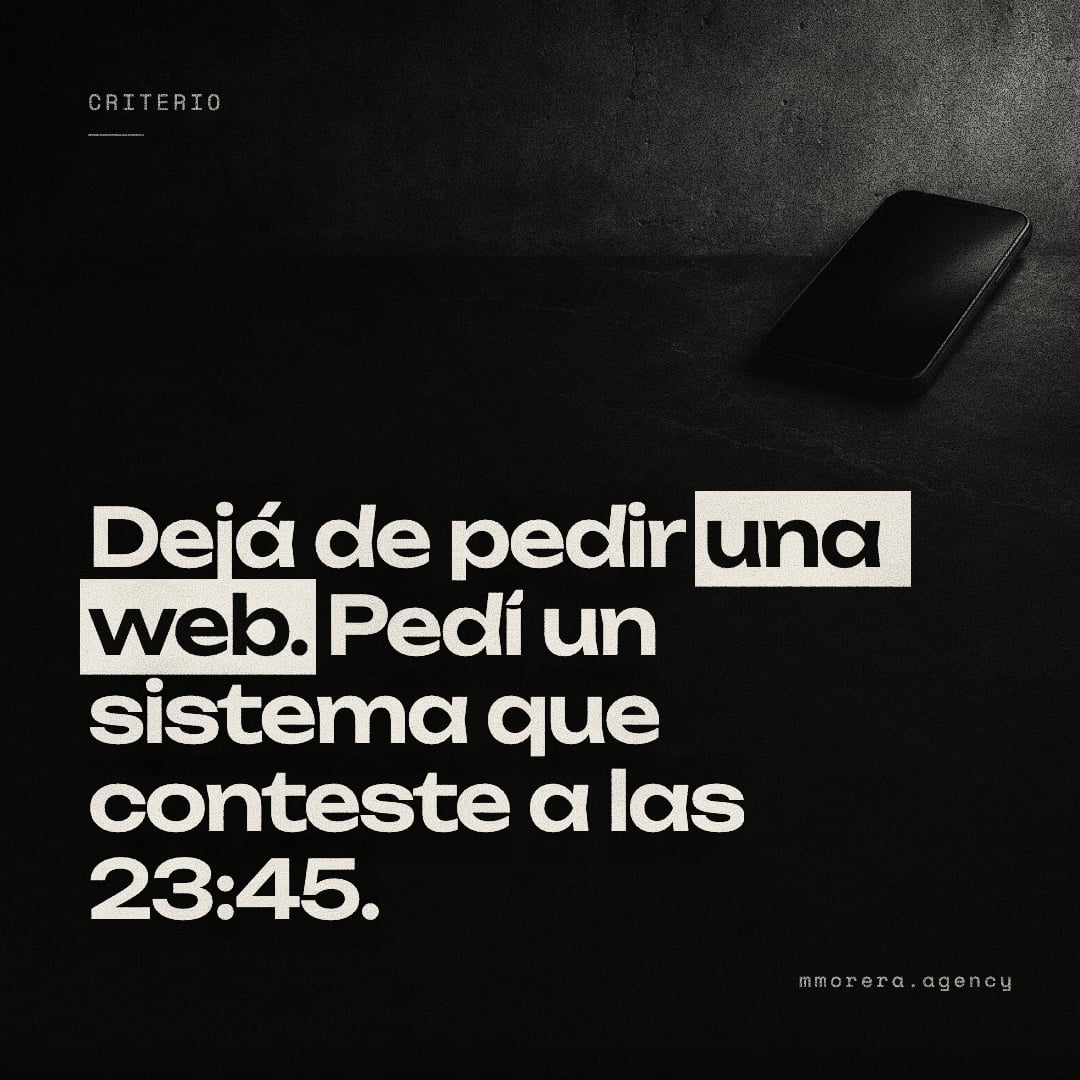 CRITERIO
Dejá de pedir una
web. Pedí un
sistema que
conteste a las
23:45.
mmorera.agency